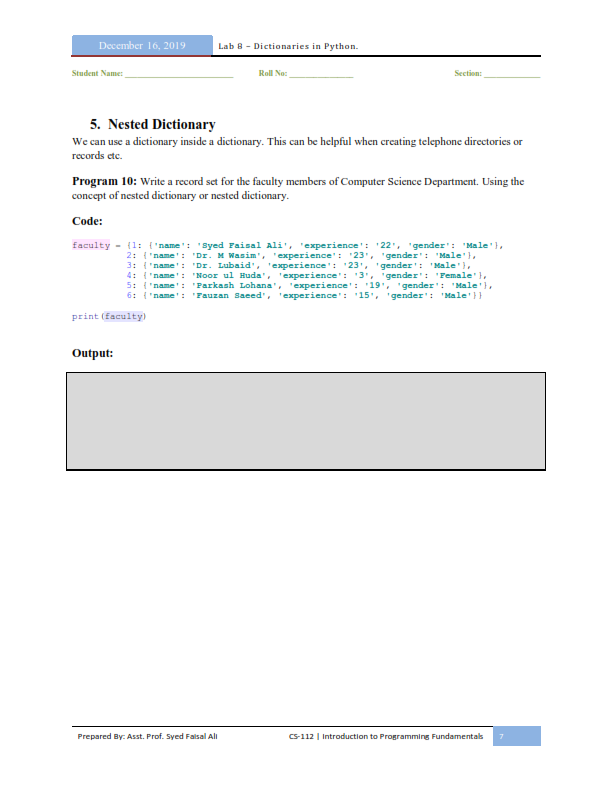 December 16, 2019 Lab 8 – Dictionaries in Python.
Student Name: __________________________ Roll No: _______________ Section: _____________
5. Nested Dictionary
We can use a dictionary inside a dictionary. This can be helpful when creating telephone directories or
records etc.
Program 10: Write a record set for the faculty members of Computer Science Department. Using the
concept of nested dictionary or nested dictionary.
Code:
faculty = {1: {'name': 'Syed Faisal Ali', 'experience': '22', 'gender': 'Male'},
2: {'name': 'Dr. M Wasim', 'experience': '23', 'gender': 'Male'},
3: {'name': 'Dr. Lubaid', 'experience': '23', 'gender': 'Male'},
4: {'name': 'Noor ul Huda', 'experience': '3', 'gender': 'Female'},
5: {'name': 'Parkash Lohana', 'experience': '19', 'gender': 'Male'},
6: {'name': 'Fauzan Saeed', 'experience': '15', 'gender': 'Male'}}
print(faculty)
Output:
Prepared By: Asst. Prof. Syed Faisal Ali CS-112 | Introduction to Programming Fundamentals 7